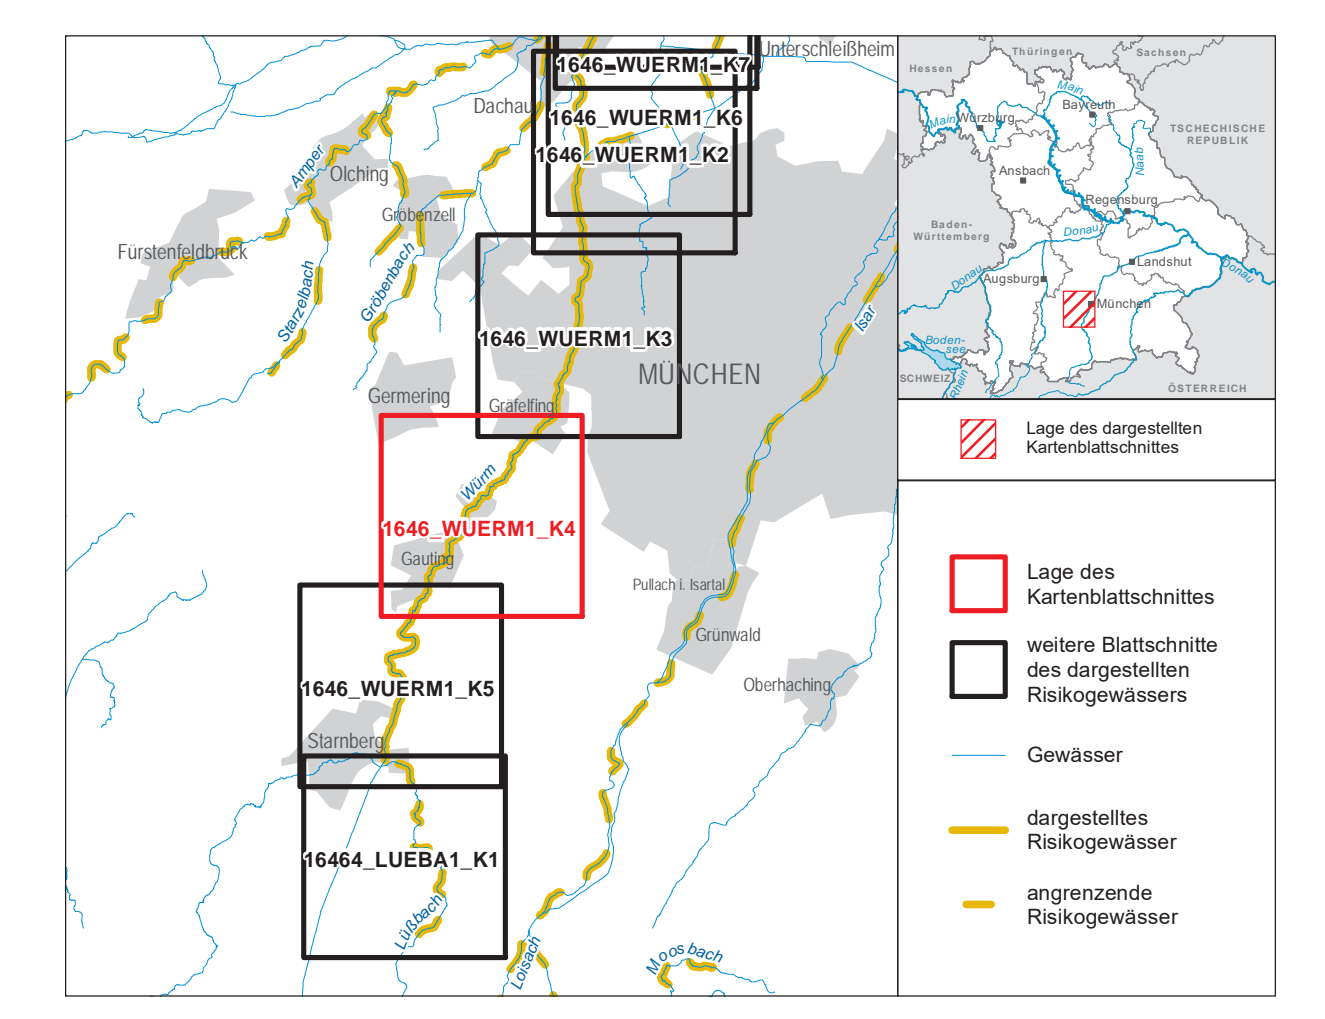 Unterschleißheim
1646_WUERM1_K7
Dachau
1646_WUERM1_K6
1646_WUERM1_K2
Amper
Olching
Gröbenzell
Fürstenfeldbruck
Gröbenbach
Starzelbach
Isar
1646_WUERM1_K3
MÜNCHEN
Germering
Gräfelfing
Würm
1646_WUERM1_K4
Gauting
Pullach i. Isartal
Grünwald
Oberhaching
1646_WUERM1_K5
Starnberg
16464_LUEBA1_K1
Lüßbach
Loisach
Moosbach
Thüringen
Sachsen
Hessen
Main
Bayreuth
Main
Würzburg
TSCHECHISCHE
REPUBLIK
Naab
Ansbach
Regensburg
Baden-
Württemberg
Donau
Landshut
Donau
Augsburg
Donau
München
Boden-
see
SCHWEIZ
Rhein
ÖSTERREICH
Lage des dargestellten
Kartenblattschnittes
Lage des
Kartenblattschnittes
weitere Blattschnitte
des dargestellten
Risikogewässers
Gewässer
dargestelltes
Risikogewässer
angrenzende
Risikogewässer